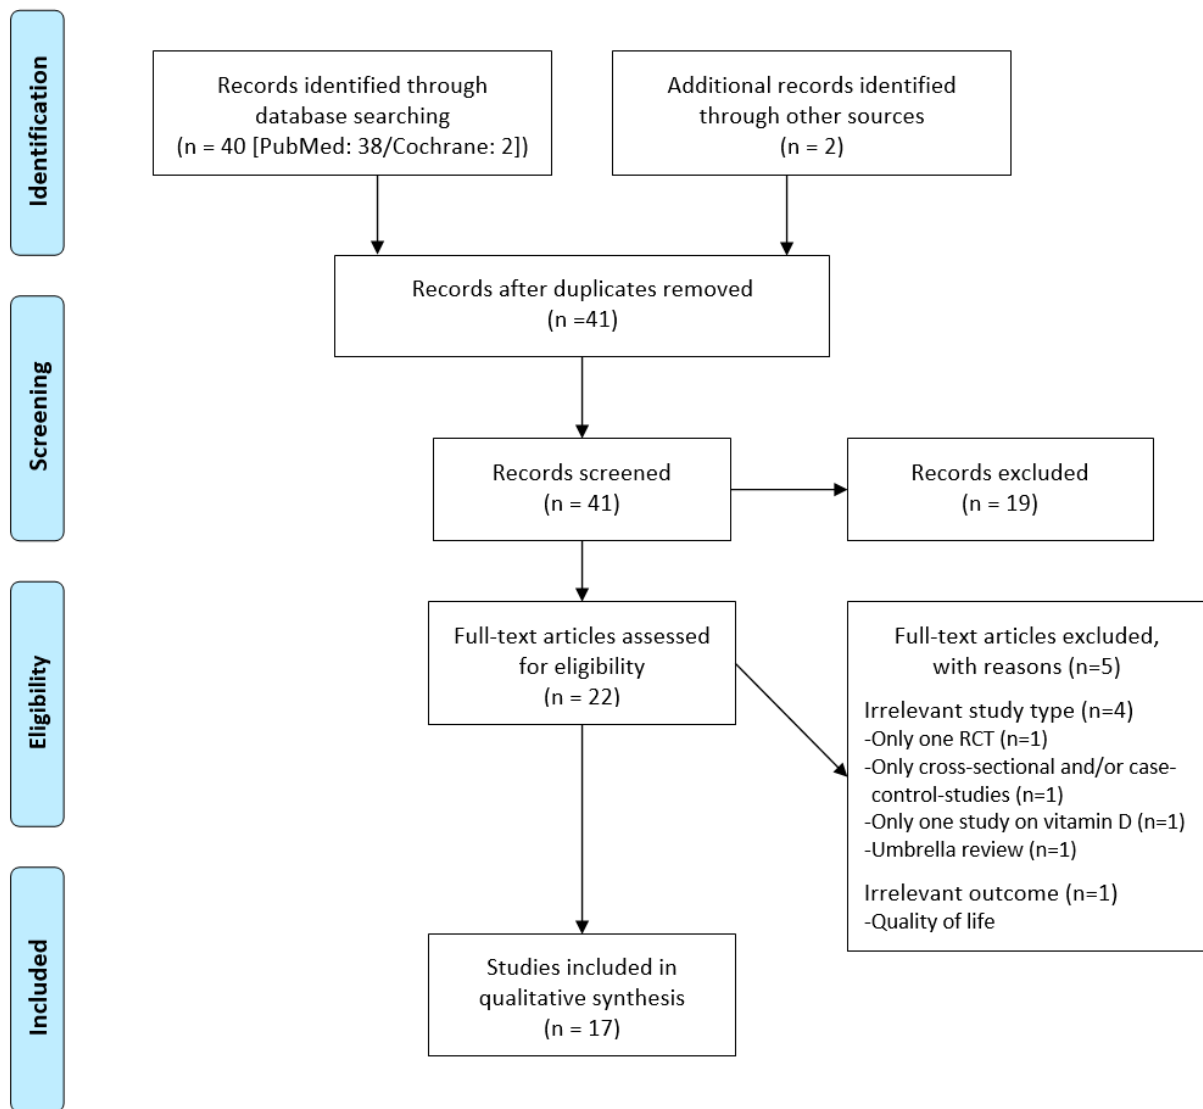 Identification
Records identified through
database searching
(n = 40 [PubMed: 38/Cochrane: 2])
Additional records identified
through other sources
(n = 2)
Records after duplicates removed
(n =41)
Screening
Records screened
(n = 41)
Records excluded
(n = 19)
Eligibility
Full-text articles assessed
for eligibility
(n = 22)
Full-text articles excluded,
with reasons (n=5)
Irrelevant study type (n=4)
-Only one RCT (n=1)
-Only cross-sectional and/or case-
control-studies (n=1)
-Only one study on vitamin D (n=1)
-Umbrella review (n=1)
Irrelevant outcome (n=1)
-Quality of life
Included
Studies included in
qualitative synthesis
(n = 17)